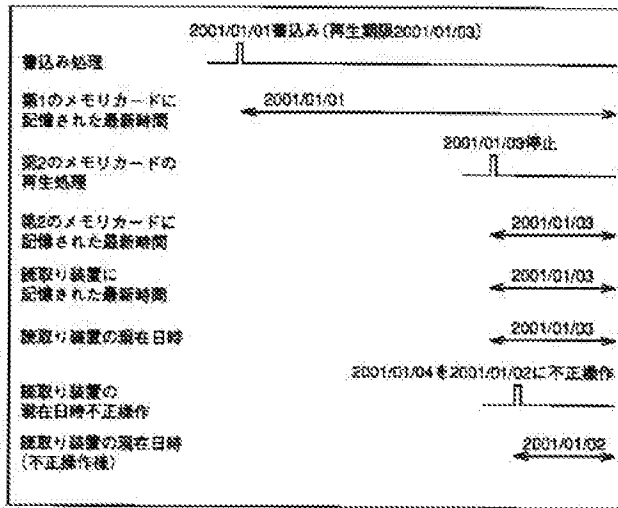 2001/01/01書込み(再生期限2001/01/03)
書込み処理
第1のメモリカードに
記憶された最新時間
2001/01/01
2001/01/03停止
第2のメモリカードの
再生処理
第2のメモリカードに
記憶された最新時間
2001/01/03
読取り装置に
記憶された最新時間
2001/01/03
読取り装置の現在日時
2001/01/03
2001/01/04を2001/01/02に不正操作
読取り装置の
現在日時不正操作
読取り装置の現在日時
(不正操作後)
2001/01/02